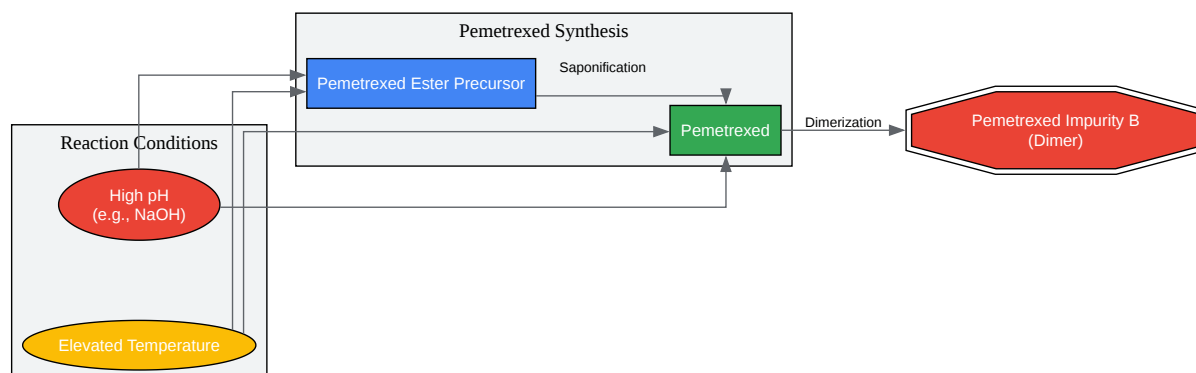 Pemetrexed Synthesis
Saponification
Pemetrexed Ester Precursor
Pemetrexed
Dimerization
Pemetrexed Impurity B
(Dimer)
Reaction Conditions
High pH
(e.g., NaOH)
Elevated Temperature